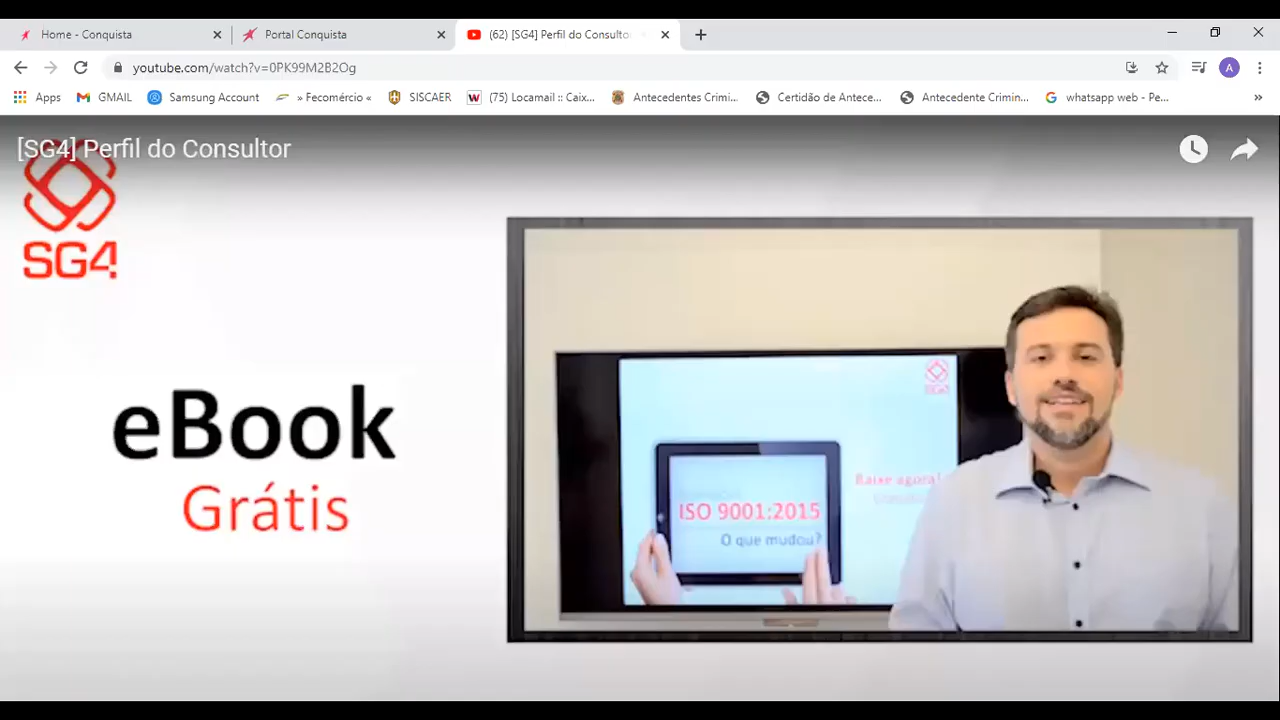 Home - Conquista
Portal Conquista
(62) [SG4] Perfil do Consulto
youtube.com/watch?v=0PK99M2B2Og
A
Apps
GMAIL
Samsung Account
» Fecomércio «
SISCAER
(75) Locamail :: Caix...
Antecedentes Crimi...
Certidão de Antece...
Antecedente Crimin...
whatsapp web - Pe...
»
[SG4] Perfil do Consultor
SG4
eBook
Grátis
SG4
Baixe agora!
ISO 9001:2015
O que mudou?